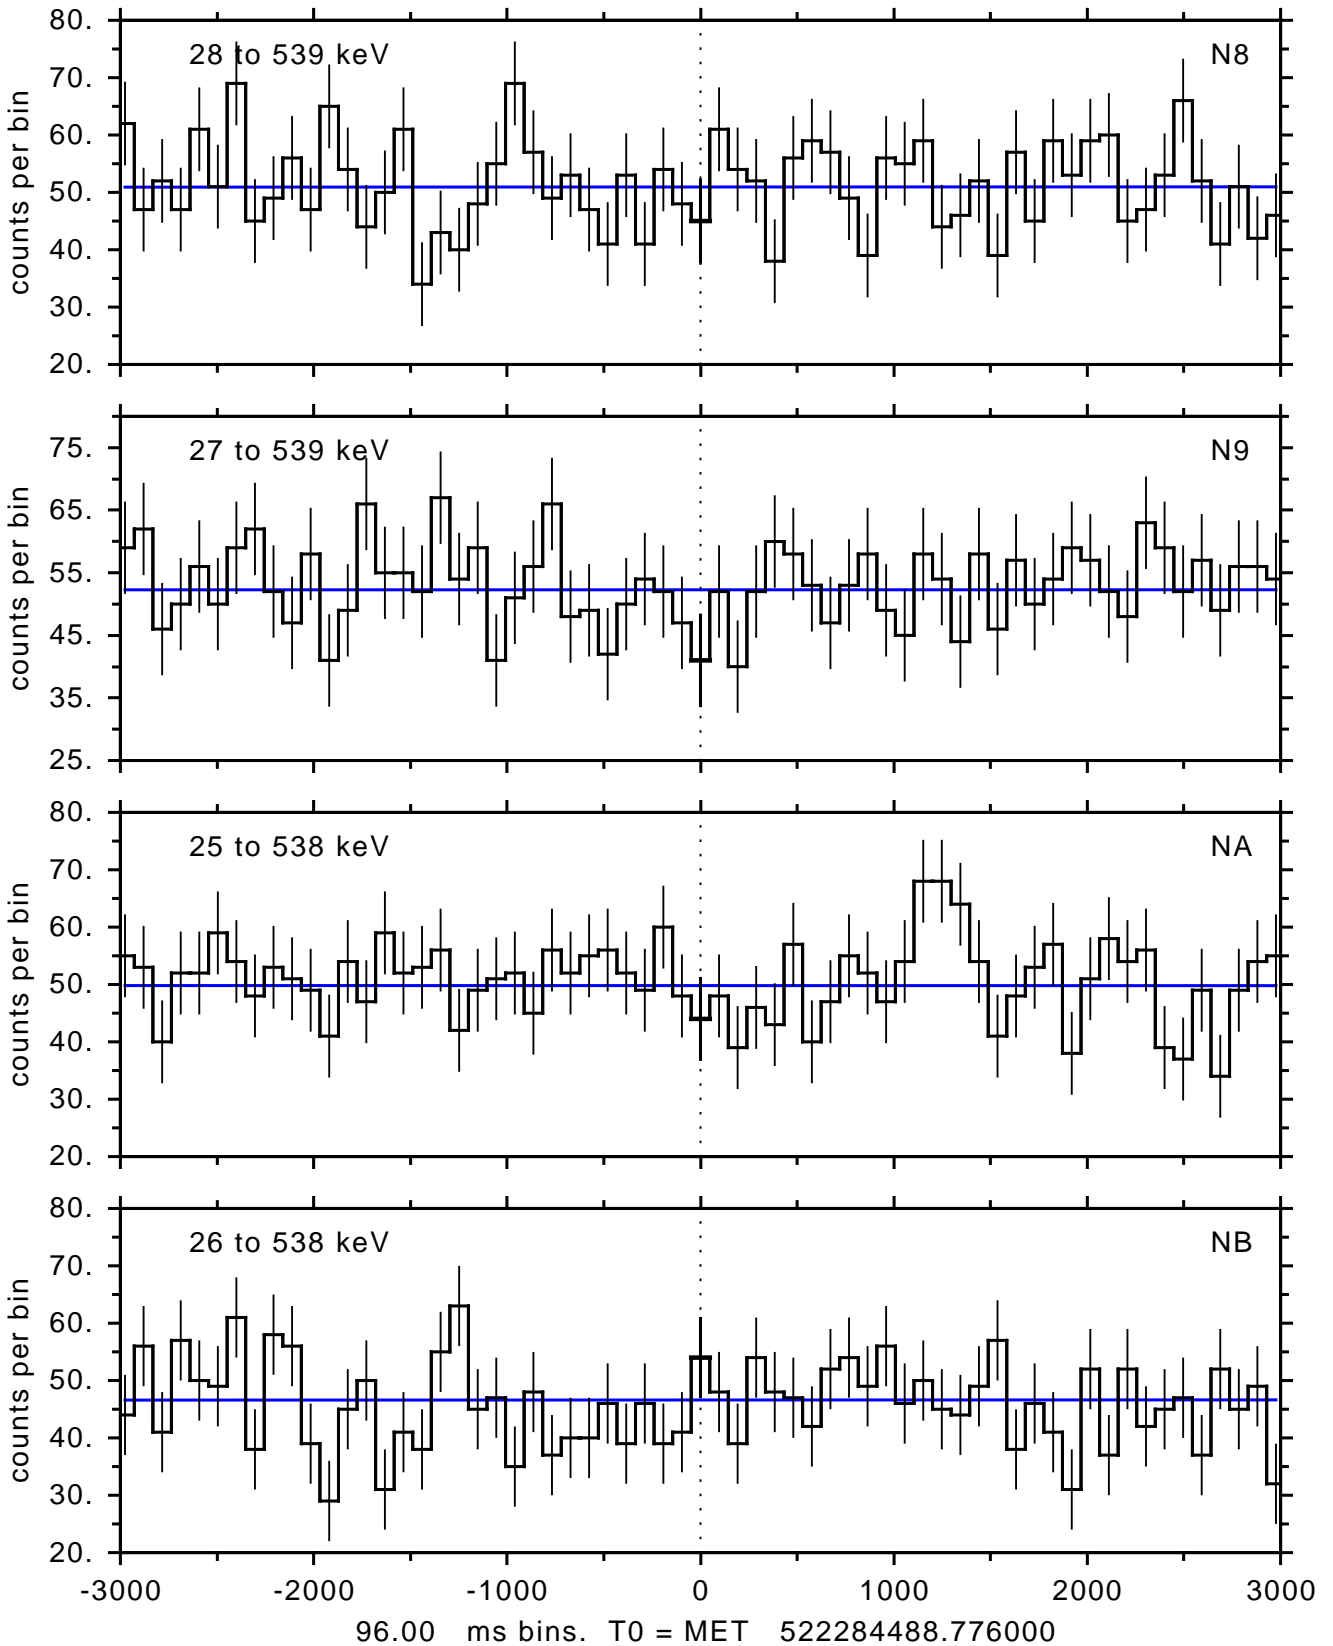 80.
28 to 539 keV N8
70.
60.
50.
40.
30.
20.
counts per bin
27 to 539 keV N9
75.
65.
55.
45.
35.
25.
counts per bin
80.
25 to 538 keV NA
70.
60.
50.
40.
30.
20.
counts per bin
80.
26 to 538 keV NB
70.
60.
50.
40.
30.
20.
counts per bin
-3000 -2000 -1000 0 1000 2000 3000
96.00 ms bins. T0 = MET 522284488.776000